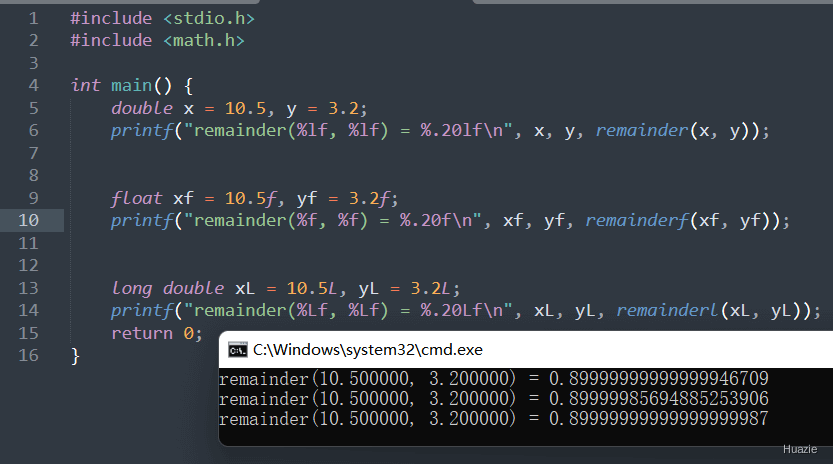 1 #include <stdio.h>
2 #include <math.h>
3
4 int main() {
5 double x = 10.5, y = 3.2;
6 printf("remainder(%lf, %lf) = %.20lf\n", x, y, remainder(x, y));
7
8
9 float xf = 10.5f, yf = 3.2f;
10 printf("remainder(%f, %f) = %.20f\n", xf, yf, remainderf(xf, yf));
11
12
13 long double xL = 10.5L, yL = 3.2L;
14 printf("remainder(%Lf, %Lf) = %.20Lf\n", xL, yL, remainderl(xL, yL));
15 return 0;
16 }
C:\Windows\system32\cmd.exe
remainder(10.500000, 3.200000) = 0.89999999999999946709
remainder(10.500000, 3.200000) = 0.89999985694885253906
remainder(10.500000, 3.200000) = 0.89999999999999999987
Huazie